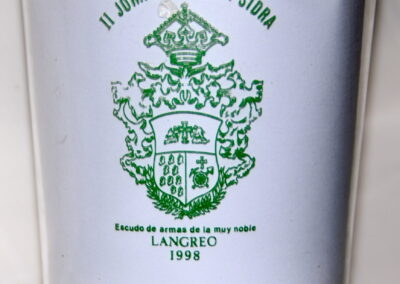 II SIDRA
Escudo de armas de la muy noble
LANGREO
1998